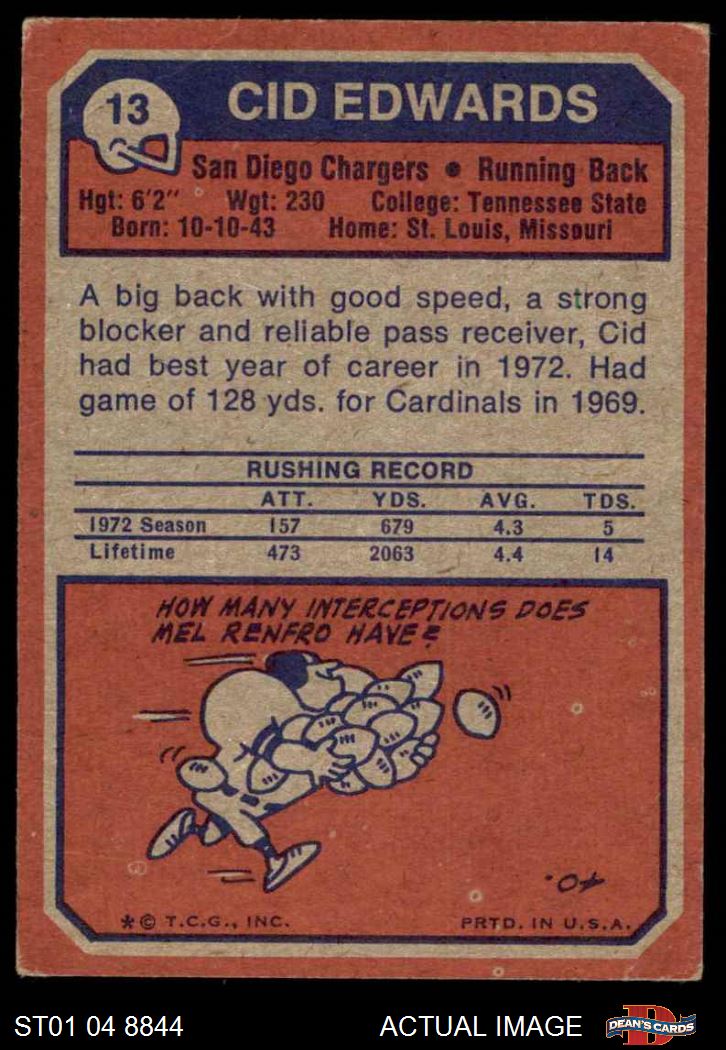 13
CID EDWARDS
San Diego Chargers • Running Back
Hgt: 6'2" Wgt: 230 College: Tennessee State
Born: 10-10-43 Home: St. Louis, Missouri
A big back with good speed, a strong
blocker and reliable pass receiver, Cid
had best year of career in 1972. Had
game of 128 yds. for Cardinals in 1969.
RUSHING RECORD
ATT. YDS. AVG. TDS.
1972 Season 157 679 4.3 5
Lifetime 473 2063 4.4 14
HOW MANY INTERCEPTIONS DOES
MEL RENFRO HAVE?
40.
* © T.C.G., INC. PRTD. IN U.S.A.
ST01 04 8844 ACTUAL IMAGE D DEAN'S CARDS